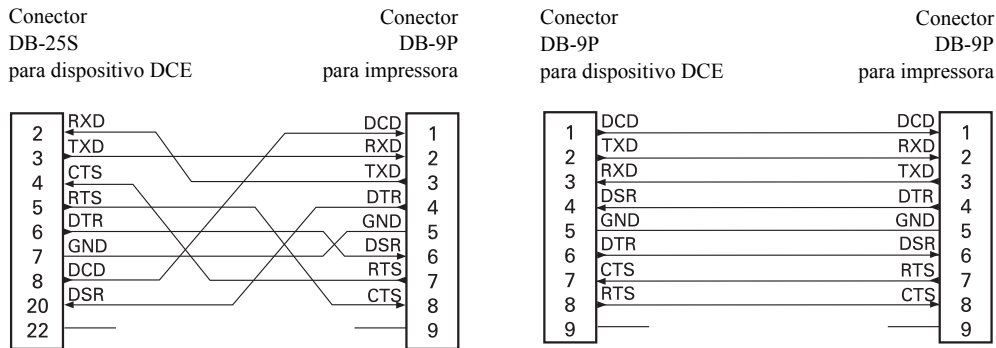 Conector
DB-25S
para dispositivo DCE
Conector
DB-9P
para impressora
2 RXD DCD 1
3 TXD RXD 2
4 CTS TXD 3
5 RTS DTR 4
6 DTR GND 5
7 GND DSR 6
8 DCD RTS 7
20 DSR CTS 8
22 9
Conector
DB-9P
para dispositivo DCE
Conector
DB-9P
para impressora
1 DCD DCD 1
2 TXD RXD 2
3 RXD TXD 3
4 DSR DTR 4
5 GND GND 5
6 DTR DSR 6
7 CTS RTS 7
8 RTS CTS 8
9 9